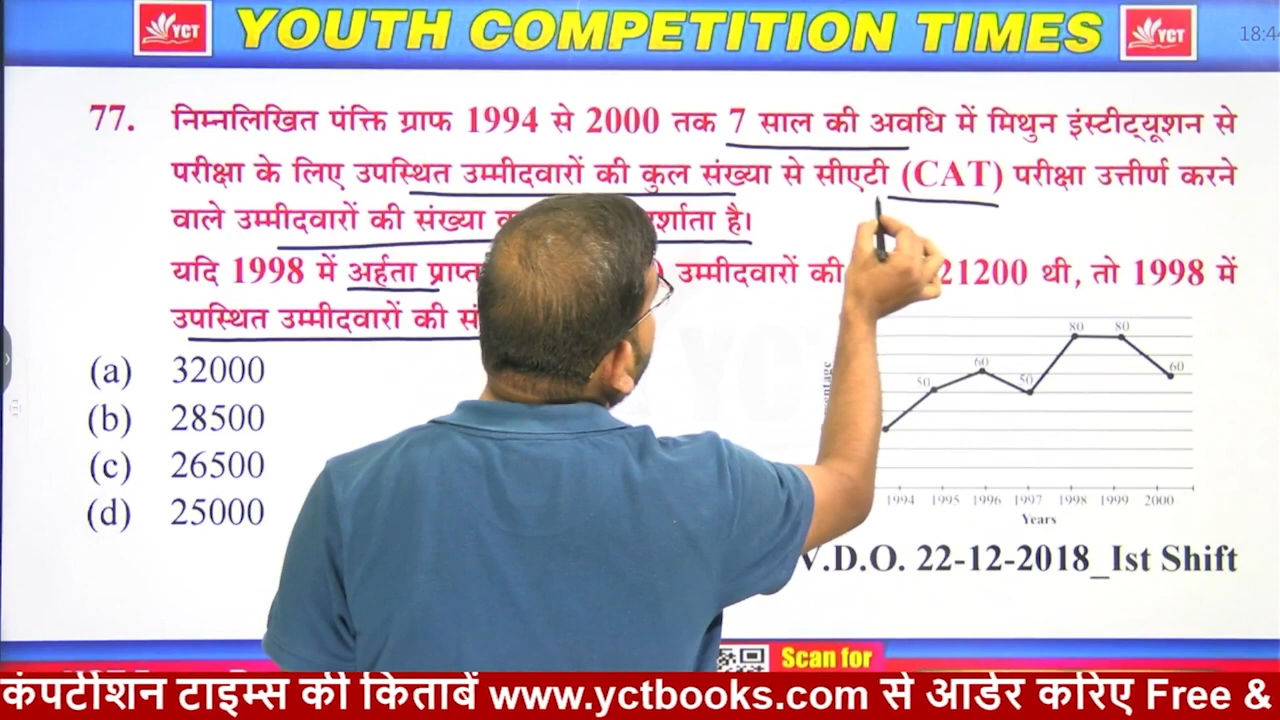 YCT
YOUTH COMPETITION TIMES
YCT
77. निम्नलिखित पंक्ति ग्राफ 1994 से 2000 तक 7 साल की अवधि में मिथुन इंस्टीट्यूशन से
परीक्षा के लिए उपस्थित उम्मीदवारों की कुल संख्या से सीएटी (CAT) परीक्षा उत्तीर्ण करने
वाले उम्मीदवारों की संख्या है।
यदि 1998 में अर्हता प्राप्त उम्मीदवारों की 21200 थी, तो 1998 में
उपस्थित उम्मीदवारों की
(a) 32000
(b) 28500
(c) 26500
(d) 25000
50 60 50 80 80 60
1994 1995 1996 1997 1998 1999 2000
Years
V.D.O. 22-12-2018_Ist Shift
Scan for
कंपटीशन टाइम्स की किताबें www.yctbooks.com से आर्डर करिए Free &